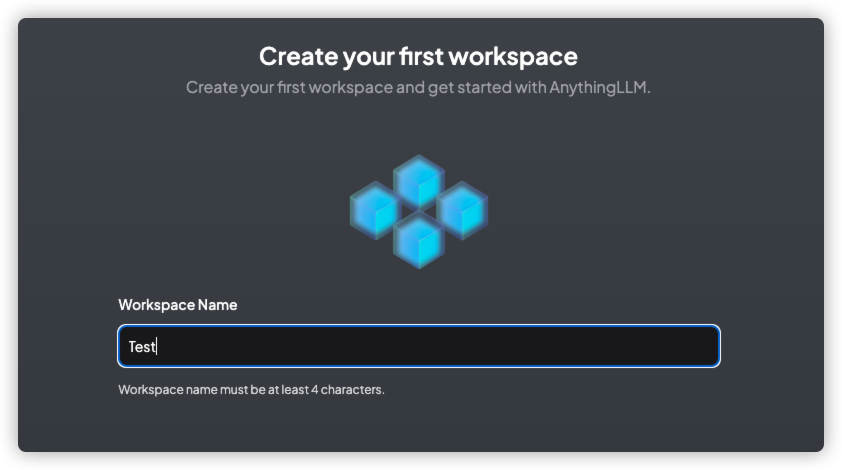 Create your first workspace
Create your first workspace and get started with AnythingLLM.
Workspace Name
Test
Workspace name must be at least 4 characters.